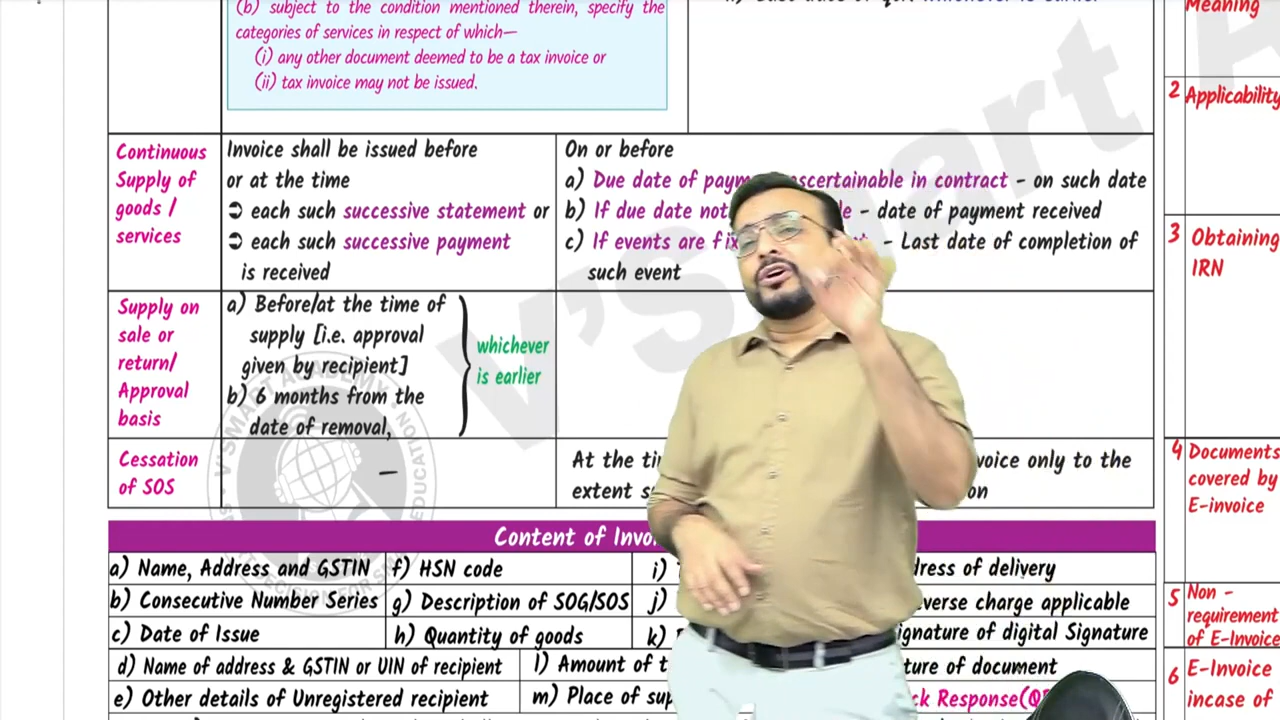 (b) subject to the condition mentioned therein, specify the
categories of services in respect of which—
(i) any other document deemed to be a tax invoice or
(ii) tax invoice may not be issued.
Continuous
Supply of
goods /
services
Invoice shall be issued before
or at the time
➲ each such successive statement or
➲ each such successive payment
is received
On or before
a) Due date of paym ascertainable in contract - on such date
b) If due date not - date of payment received
c) If events are fix - Last date of completion of
such event
Supply on
sale or
return/
Approval
basis
a) Before/at the time of
supply [i.e. approval
given by recipient]
b) 6 months from the
date of removal,
whichever
is earlier
Cessation
of SOS
—
At the ti voice only to the
extent s on
Content of Invo
a) Name, Address and GSTIN
f) HSN code
i) dress of delivery
b) Consecutive Number Series
g) Description of SOG/SOS
j) everse charge applicable
c) Date of Issue
h) Quantity of goods
k) ignature of digital Signature
d) Name of address & GSTIN or UIN of recipient
l) Amount of t ture of document
e) Other details of Unregistered recipient
m) Place of sup ck Response(Q
Meaning
2 Applicability
3 Obtaining
IRN
4 Documents
covered by
E-invoice
5 Non -
requirement
of E-Invoice
6 E-Invoice
incase of
V'Smart A
V'SMART ACADEMY